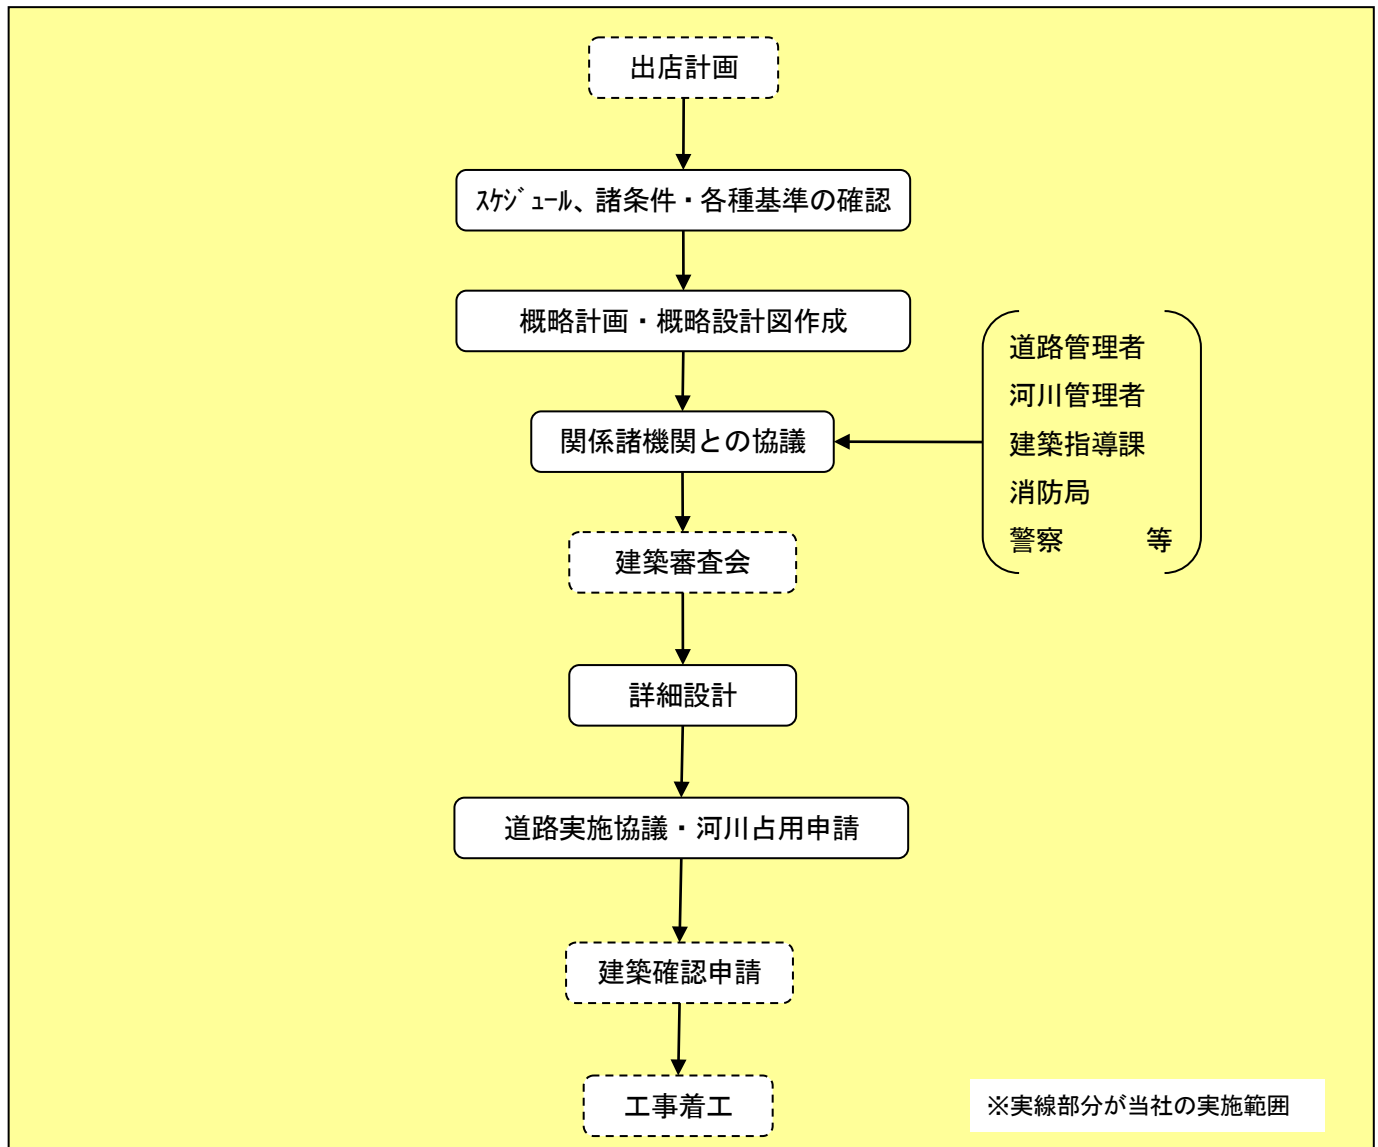 出店計画
スケジュール、諸条件・各種基準の確認
概略計画・概略設計図作成
関係諸機関との協議
道路管理者
河川管理者
建築指導課
消防局
警察　　　等
建築審査会
詳細設計
道路実施協議・河川占用申請
建築確認申請
工事着工
※実線部分が当社の実施範囲